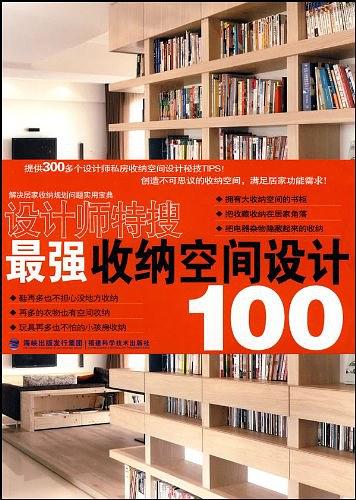 提供300多个设计师私房收纳空间设计秘技TIPS!
创造不可思议的收纳空间，满足居家功能需求!
解决居家收纳规划问题实用宝典
设计师特搜
◆拥有大收纳空间的书柜
◆把收藏收纳在居家角落
◆把电器杂物隐藏起来的收纳
最强收纳空间设计
100
◆鞋再多也不担心没地方收纳
◆再多的衣物也有空间收纳
◆玩具再多也不怕的小孩房收纳
海峡出版发行集团 | 福建科学技术出版社